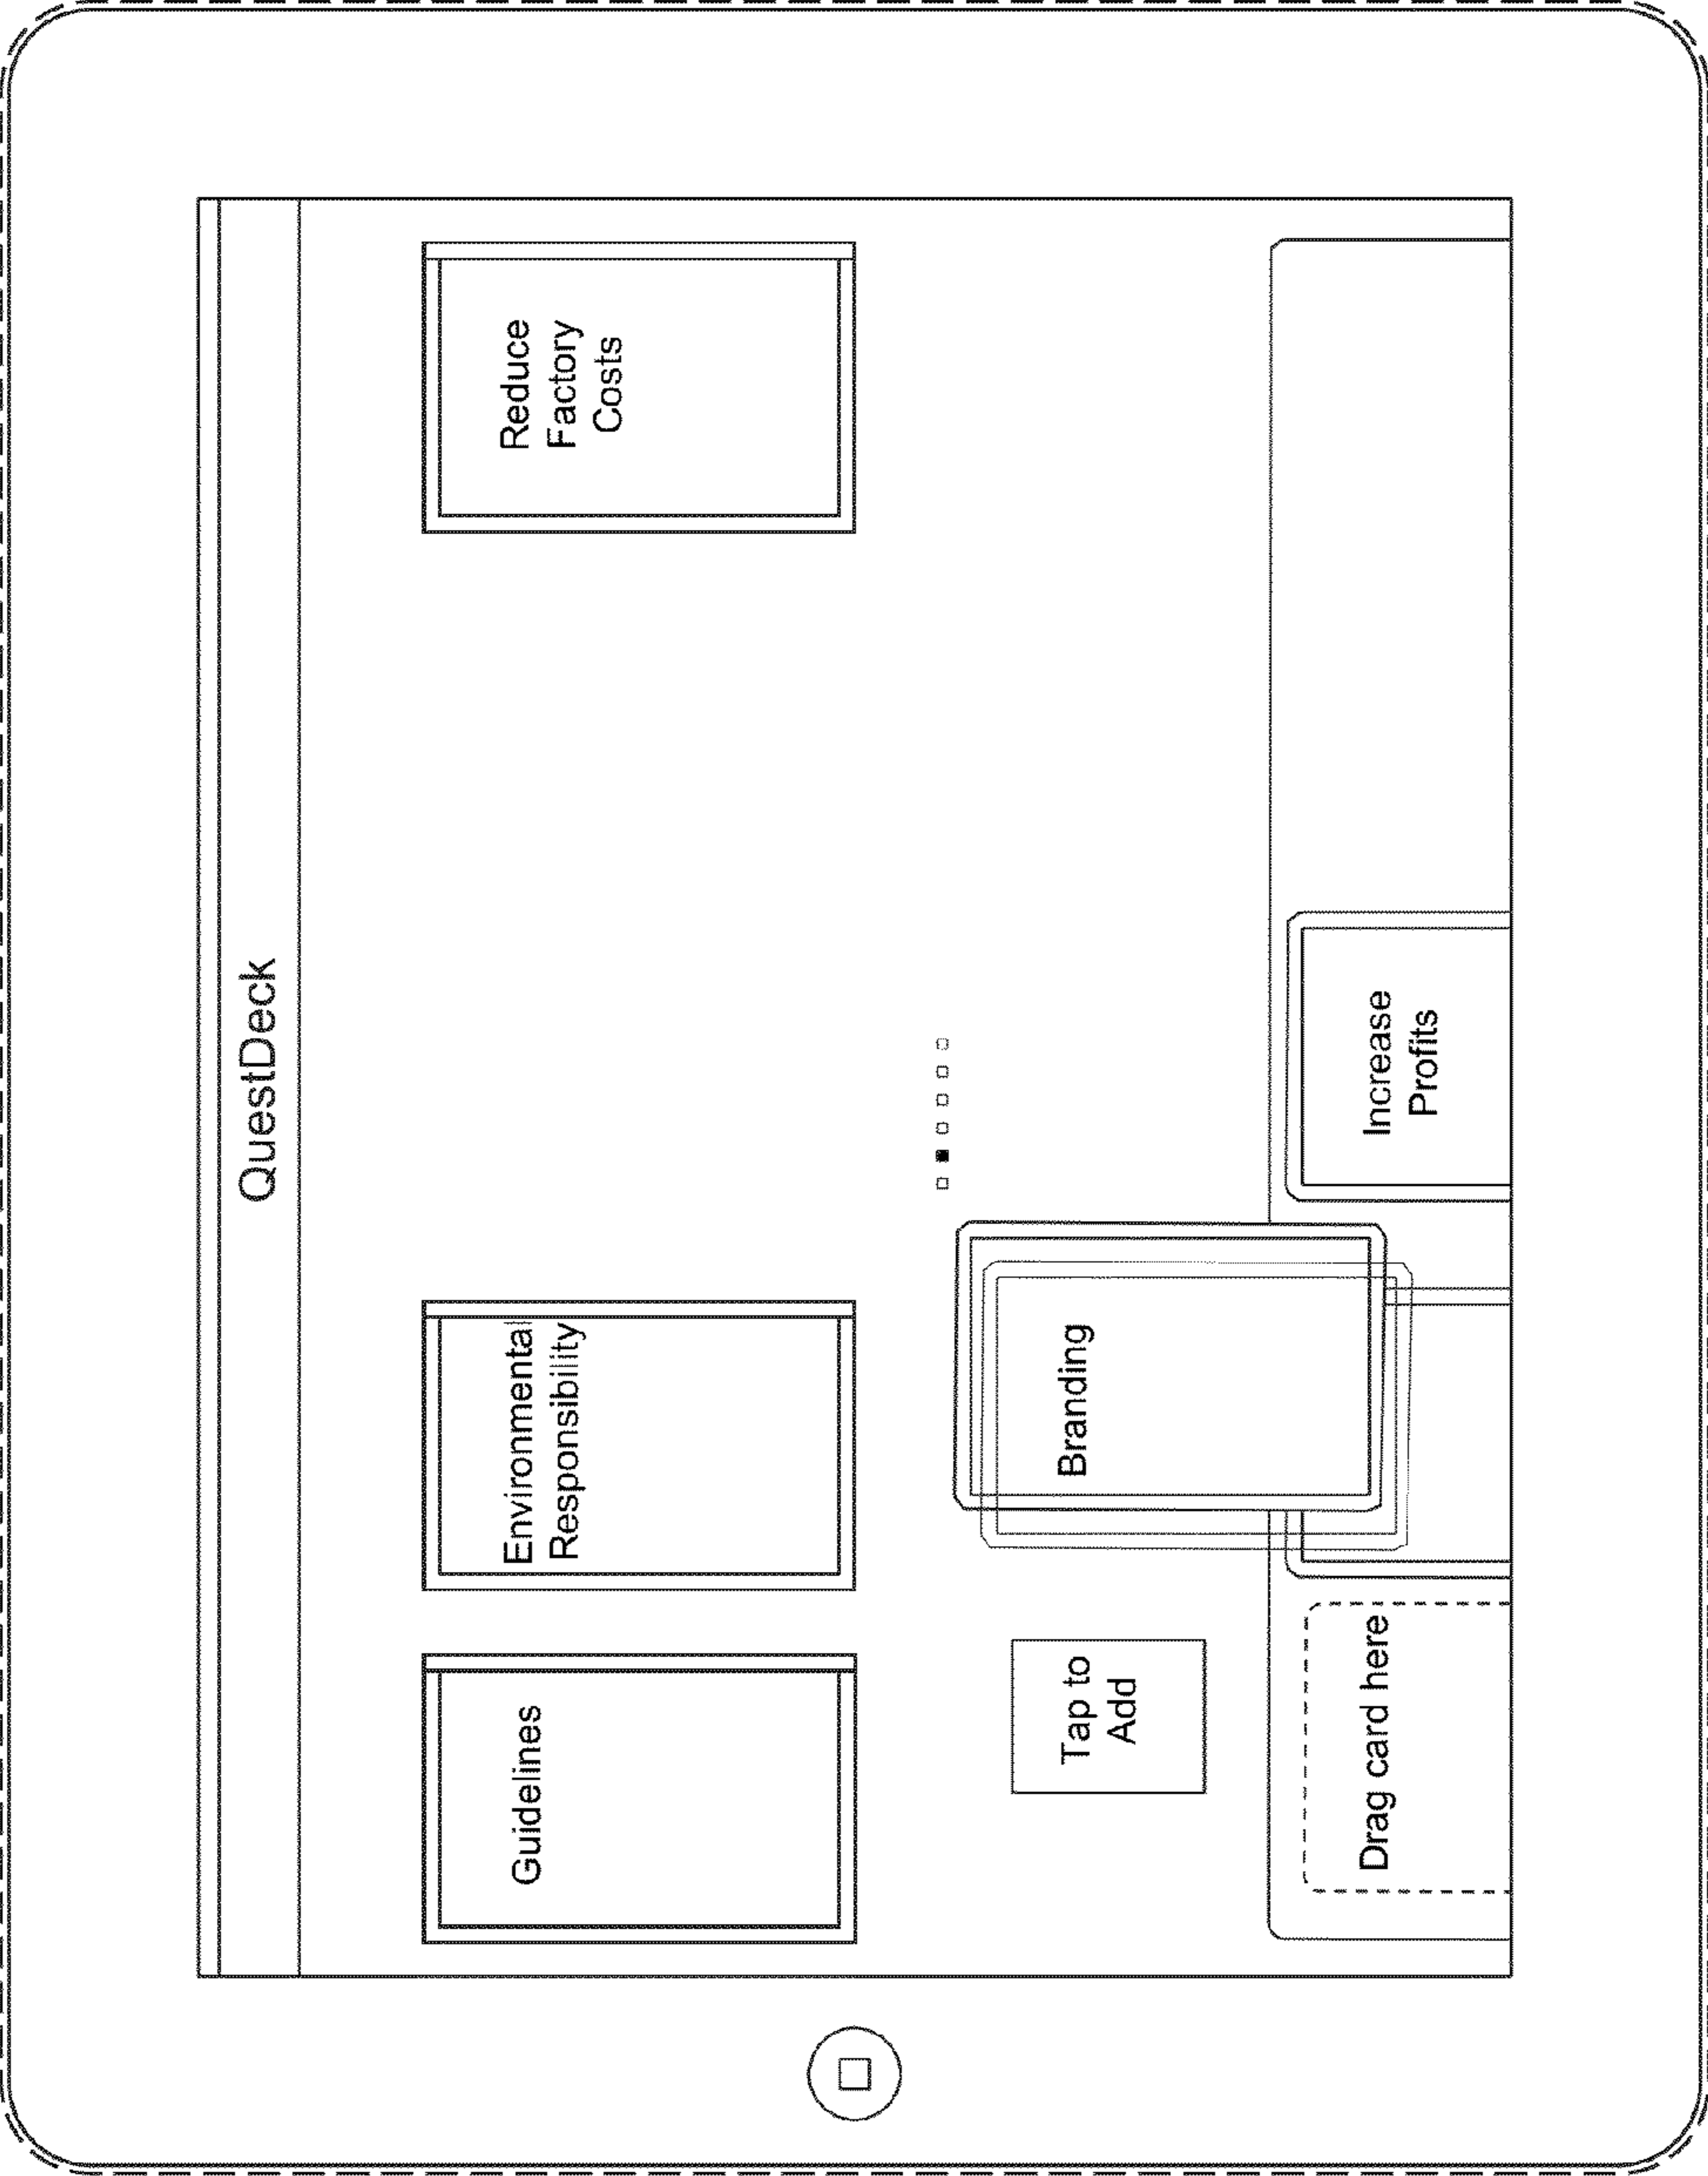 QuestDeck
Guidelines
Environmental
Responsibility
Reduce
Factory
Costs
Tap to
Add
Branding
Drag card here
Increase
Profits